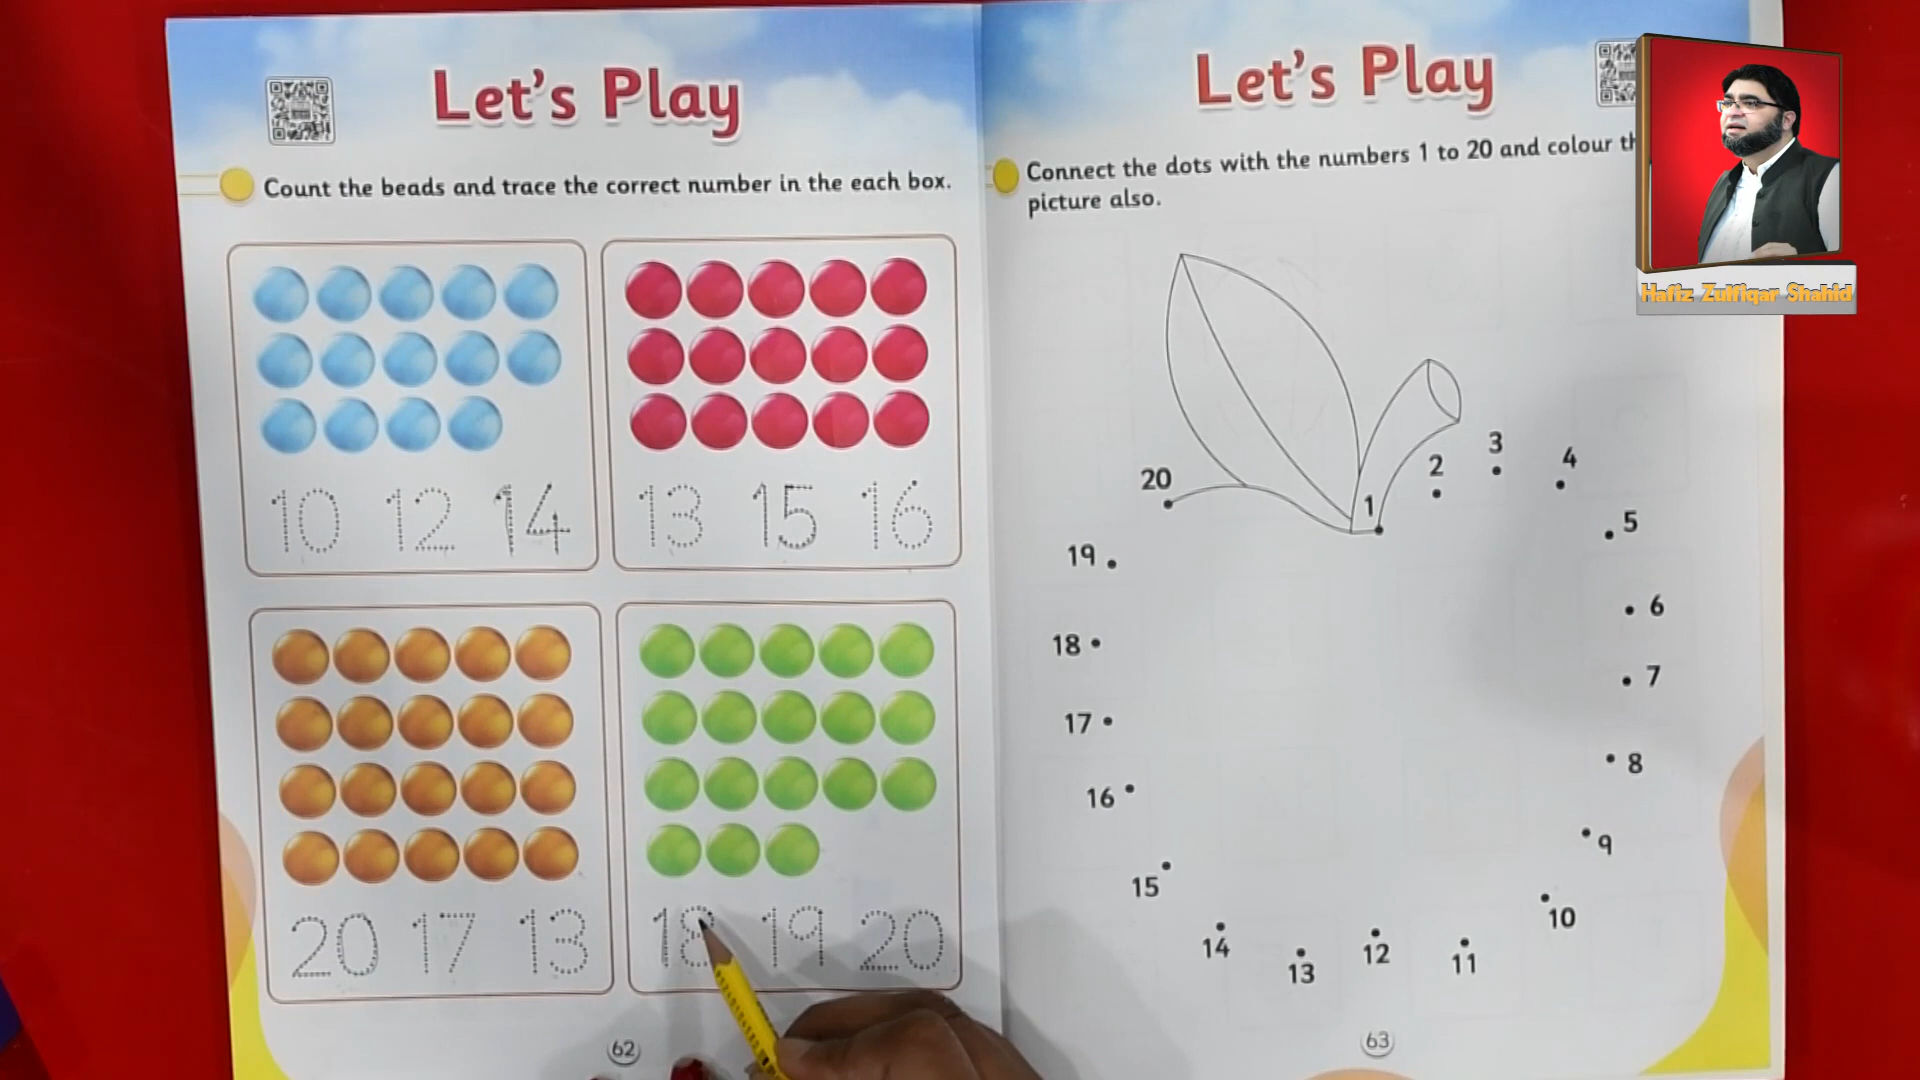 Let's Play
Count the beads and trace the correct number in the each box.
10 12 14
13 15 16
20 17 13
18 19 20
62
Let's Play
Connect the dots with the numbers 1 to 20 and colour
picture also.
1
2
3
4
5
6
7
8
9
10
11
12
13
14
15
16
17
18
19
20
63
Hafiz Zulfiqar Shahid